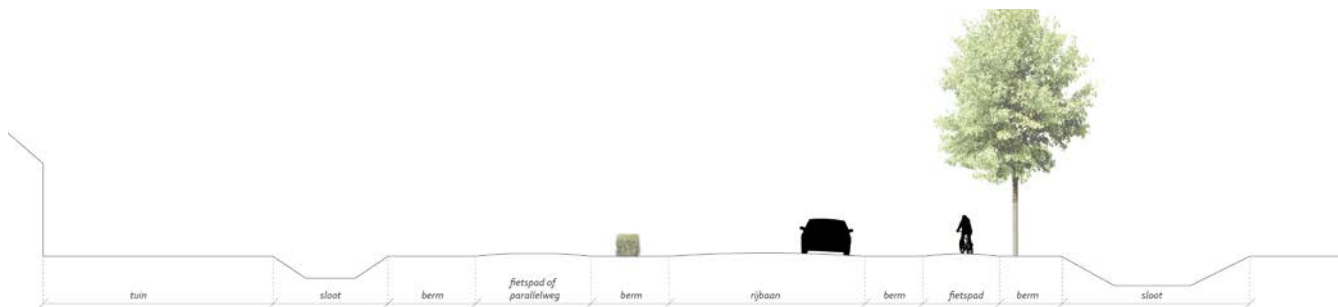 tuin
sloot
berm
fietspad of
parallelweg
berm
rijbaan
berm
fietspad
berm
sloot